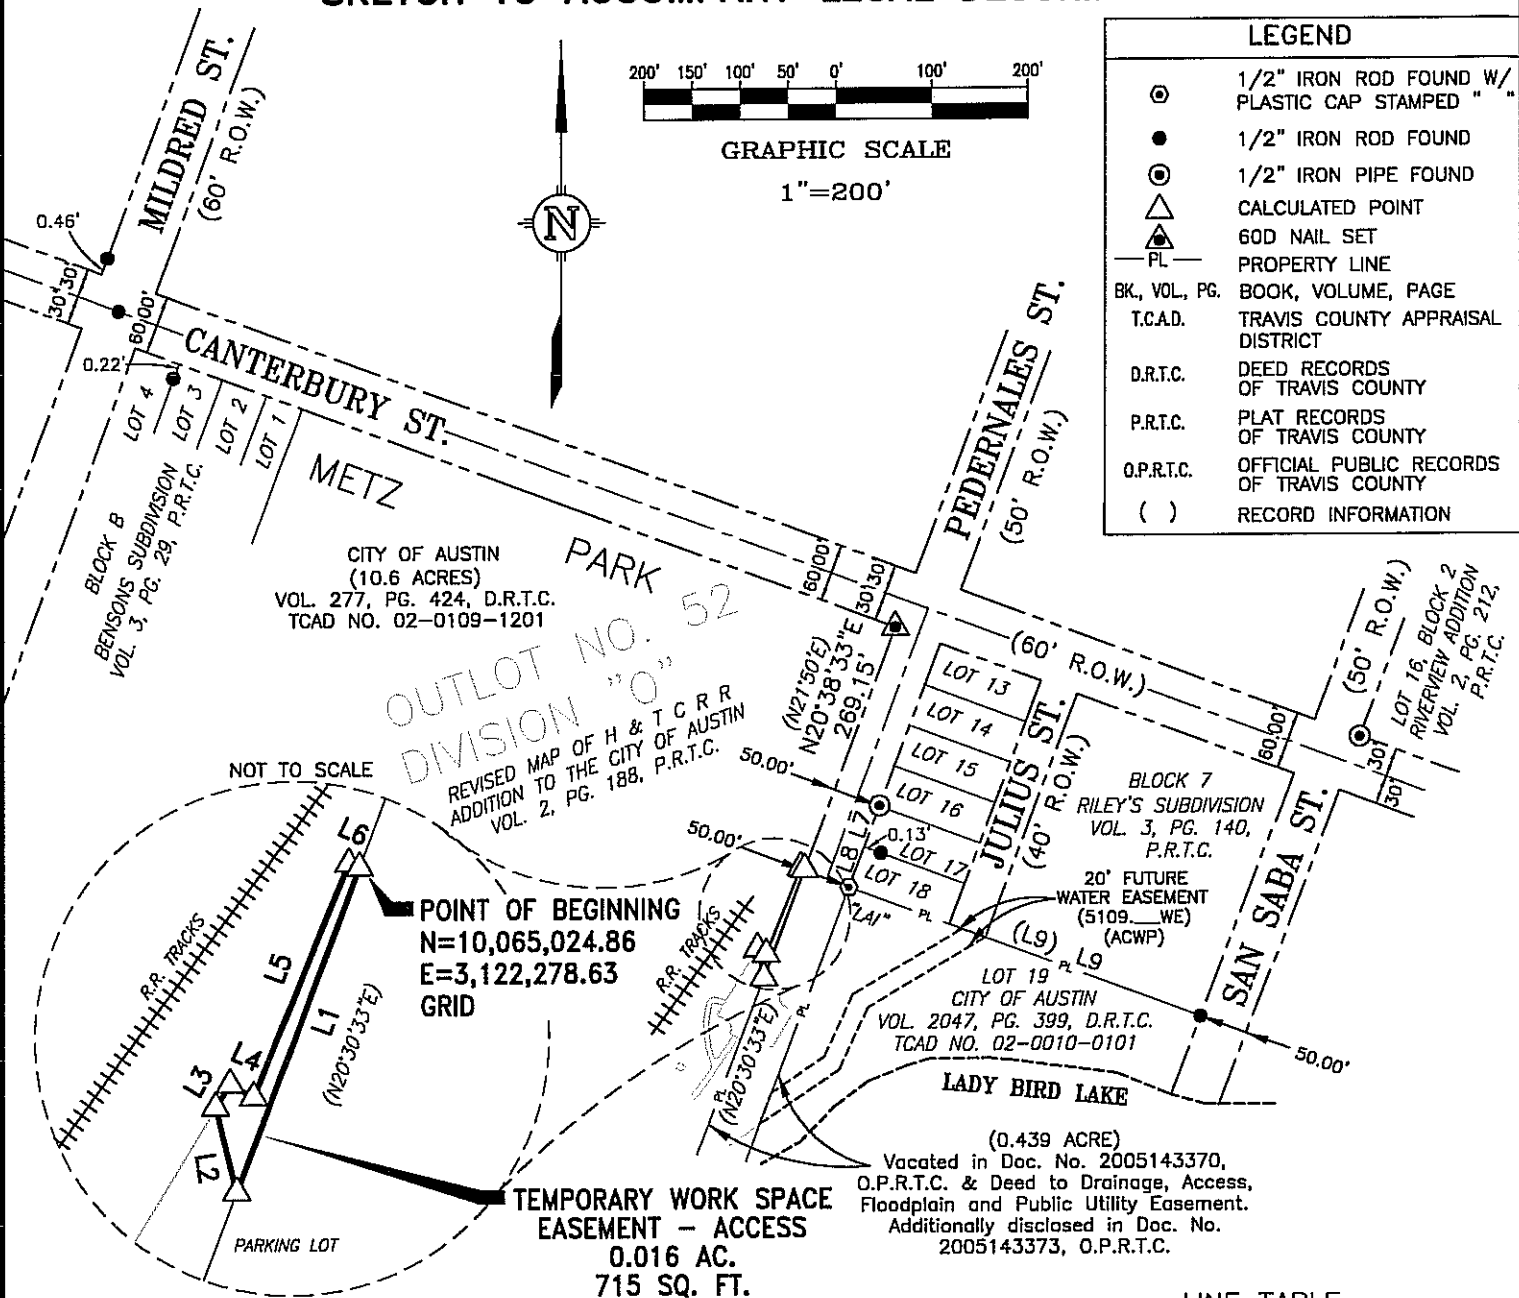 LEGEND
1/2" IRON ROD FOUND W/
PLASTIC CAP STAMPED " "
1/2" IRON ROD FOUND
1/2" IRON PIPE FOUND
CALCULATED POINT
60D NAIL SET
PL PROPERTY LINE
BK., VOL., PG. BOOK, VOLUME, PAGE
T.C.A.D. TRAVIS COUNTY APPRAISAL
DISTRICT
D.R.T.C. DEED RECORDS
OF TRAVIS COUNTY
P.R.T.C. PLAT RECORDS
OF TRAVIS COUNTY
O.P.R.T.C. OFFICIAL PUBLIC RECORDS
OF TRAVIS COUNTY
( ) RECORD INFORMATION
200' 150' 100' 50' 0' 100' 200'
GRAPHIC SCALE
1"=200'
N
MILDRED ST.
(60' R.O.W.)
0.46'
30' 30'
60.00'
0.22'
CANTERBURY ST.
LOT 4
LOT 3
LOT 2
LOT 1
BLOCK B
BENSONS SUBDIVISION
VOL. 3, PG. 29, P.R.T.C.
METZ
PARK
CITY OF AUSTIN
(10.6 ACRES)
VOL. 277, PG. 424, D.R.T.C.
TCAD NO. 02-0109-1201
OUTLOT NO. 52
DIVISION "O"
REVISED MAP OF H & T C R R
ADDITION TO THE CITY OF AUSTIN
VOL. 2, PG. 188, P.R.T.C.
PEDERNALES ST.
(50' R.O.W.)
60.00'
30' 30'
(N21°50'E)
N20°38'33"E
269.15'
(60' R.O.W.)
LOT 13
LOT 14
LOT 15
LOT 16
LOT 17
LOT 18
JULIUS ST.
(40' R.O.W.)
50.00'
50.00'
L7
L8
0.13'
"LAI"
PL
BLOCK 7
RILEY'S SUBDIVISION
VOL. 3, PG. 140,
P.R.T.C.
20' FUTURE
WATER EASEMENT
(5109.__WE)
(ACWP)
(L9)
PL
L9
LOT 19
CITY OF AUSTIN
VOL. 2047, PG. 399, D.R.T.C.
TCAD NO. 02-0010-0101
LADY BIRD LAKE
SAN SABA ST.
60.00'
30'
30'
50.00'
(50' R.O.W.)
LOT 16, BLOCK 2
RIVERVIEW ADDITION
VOL. 2, PG. 212,
P.R.T.C.
R.R. TRACKS
PL
PL
(N20°30'33"E)
(0.439 ACRE)
Vacated in Doc. No. 2005143370,
O.P.R.T.C. & Deed to Drainage, Access,
Floodplain and Public Utility Easement.
Additionally disclosed in Doc. No.
2005143373, O.P.R.T.C.
NOT TO SCALE
R.R. TRACKS
L6
L5
L1
L4
L3
L2
(N20°30'33"E)
PARKING LOT
POINT OF BEGINNING
N=10,065,024.86
E=3,122,278.63
GRID
TEMPORARY WORK SPACE
EASEMENT - ACCESS
0.016 AC.
715 SQ. FT.